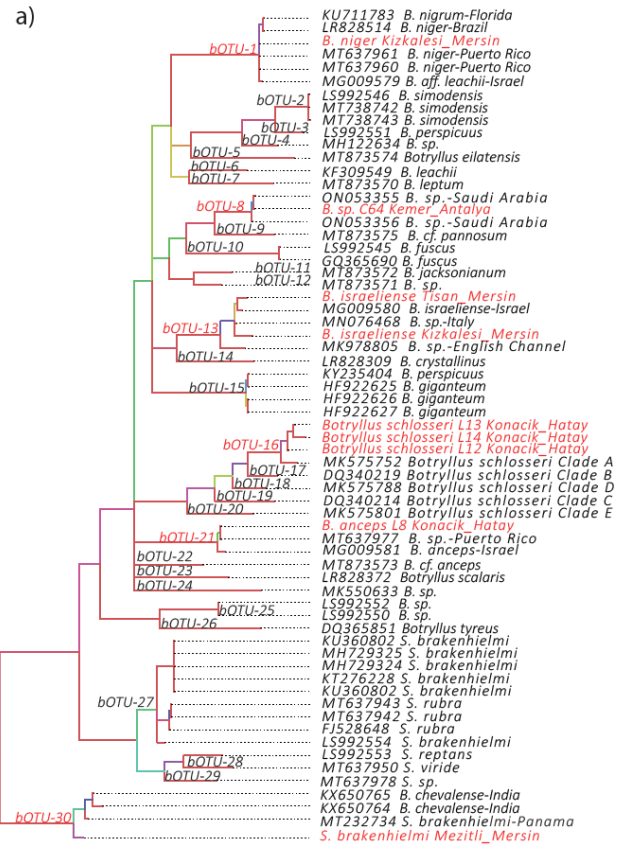 a)
KU711783 B. nigrum-Florida
LR828514 B. niger-Brazil
bOTU-1
B. niger Kizkalesi_Mersin
MT637961 B. niger-Puerto Rico
MT637960 B. niger-Puerto Rico
MG009579 B. aff. leachii-Israel
LS992546 B. simodensis
bOTU-2
MT738742 B. simodensis
MT738743 B. simodensis
bOTU-3
LS992551 B. perspicuus
bOTU-4
MH122634 B. sp.
bOTU-5
MT873574 Botryllus eilatensis
bOTU-6
KF309549 B. leachii
bOTU-7
MT873570 B. leptum
ON053355 B. sp.-Saudi Arabia
bOTU-8
B. sp. C64 Kemer_Antalya
ON053356 B. sp.-Saudi Arabia
bOTU-9
MT873575 B. cf. pannosum
bOTU-10
LS992545 B. fuscus
GQ365690 B. fuscus
bOTU-11
MT873572 B. jacksonianum
bOTU-12
MT873571 B. sp.
B. israeliense Tisan_Mersin
MG009580 B. israeliense-Israel
MN076468 B. sp.-Italy
bOTU-13
B. israeliense Kizkalesi_Mersin
MK978805 B. sp.-English Channel
bOTU-14
LR828309 B. crystallinus
KY235404 B. perspicuus
bOTU-15
HF922625 B. giganteum
HF922626 B. giganteum
HF922627 B. giganteum
Botryllus schlosseri L13 Konacik_Hatay
Botryllus schlosseri L14 Konacik_Hatay
bOTU-16
Botryllus schlosseri L12 Konacik_Hatay
MK575752 Botryllus schlosseri Clade A
bOTU-17
DQ340219 Botryllus schlosseri Clade B
bOTU-18
MK575788 Botryllus schlosseri Clade D
bOTU-19
DQ340214 Botryllus schlosseri Clade C
bOTU-20
MK575801 Botryllus schlosseri Clade E
B. anceps L8 Konacik_Hatay
bOTU-21
MT637977 B. sp.-Puerto Rico
MG009581 B. anceps-Israel
bOTU-22
MT873573 B. cf. anceps
bOTU-23
LR828372 Botryllus scalaris
bOTU-24
MK550633 B. sp.
LS992552 B. sp.
bOTU-25
LS992550 B. sp.
bOTU-26
DQ365851 Botryllus tyreus
KU360802 S. brakenhielmi
MH729325 S. brakenhielmi
MH729324 S. brakenhielmi
KT276228 S. brakenhielmi
KU360802 S. brakenhielmi
bOTU-27
MT637943 S. rubra
MT637942 S. rubra
FJ528648 S. rubra
LS992554 S. brakenhielmi
LS992553 S. reptans
bOTU-28
MT637950 S. viride
bOTU-29
MT637978 S. sp.
KX650765 B. chevalense-India
KX650764 B. chevalense-India
bOTU-30
MT232734 S. brakenhielmi-Panama
S. brakenhielmi Mezitli_Mersin